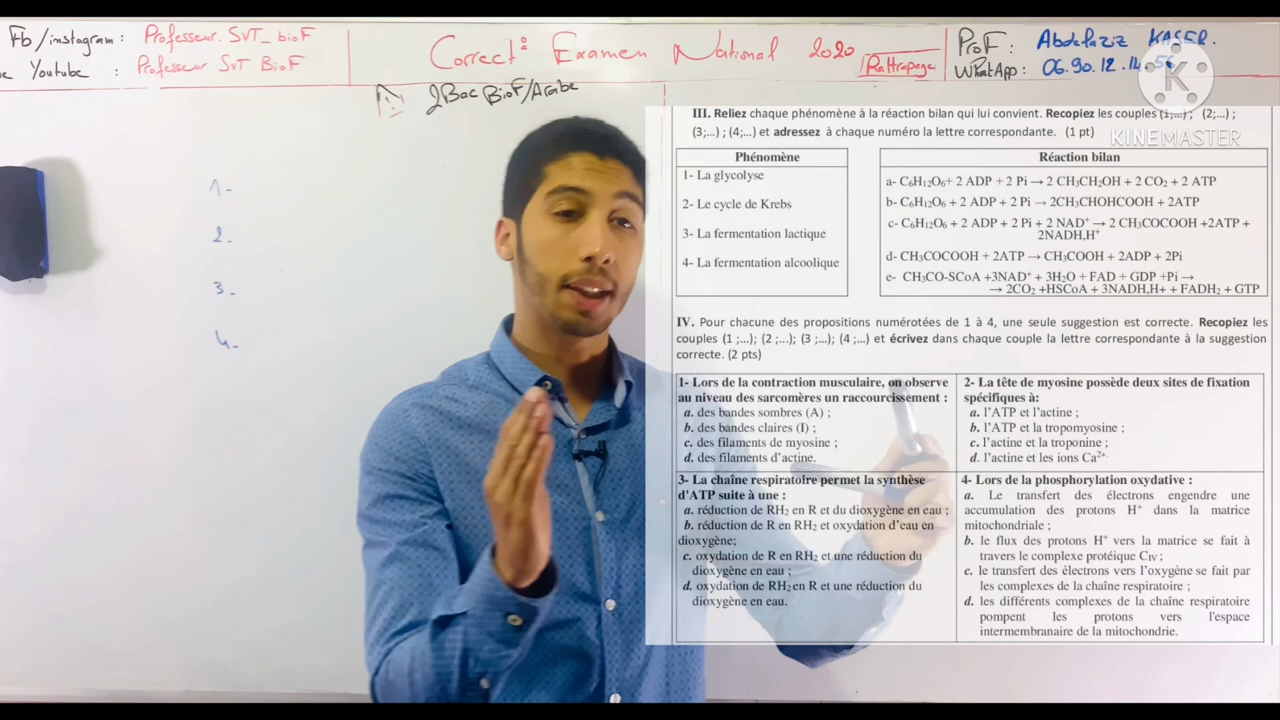 Fb/instagram: Professeur.SVT_bioF
Youtube : Professeur SVT BioF
Correct° Examen National 2020
Rattrapage
Prof: Abdelaziz
WhatApp: 06.90.12.14.56
2Bac BioF/Arabe
KINEMASTER
1-
2-
3-
4-
III. Reliez chaque phénomène à la réaction bilan qui lui convient. Recopiez les couples (1;...) ; (2;...) ;
(3;...) ; (4;...) et adressez à chaque numéro la lettre correspondante. (1 pt)
Phénomène
1- La glycolyse
2- Le cycle de Krebs
3- La fermentation lactique
4- La fermentation alcoolique
Réaction bilan
a- C₆H₁₂O₆+ 2 ADP + 2 Pi → 2 CH₃CH₂OH + 2 CO₂ + 2 ATP
b- C₆H₁₂O₆ + 2 ADP + 2 Pi → 2CH₃CHOHCOOH + 2ATP
c- C₆H₁₂O₆ + 2 ADP + 2 Pi + 2 NAD⁺ → 2 CH₃COCOOH +2ATP +
2NADH,H⁺
d- CH₃COCOOH + 2ATP → CH₃COOH + 2ADP + 2Pi
e- CH₃CO-SCoA +3NAD⁺ + 3H₂O + FAD + GDP +Pi →
→ 2CO₂ +HSCoA + 3NADH,H+ + FADH₂ + GTP
IV. Pour chacune des propositions numérotées de 1 à 4, une seule suggestion est correcte. Recopiez les
couples (1 ;...); (2 ;...); (3 ;...); (4 ;...) et écrivez dans chaque couple la lettre correspondante à la suggestion
correcte. (2 pts)
1- Lors de la contraction musculaire, on observe
au niveau des sarcomères un raccourcissement :
a. des bandes sombres (A) ;
b. des bandes claires (I) ;
c. des filaments de myosine ;
d. des filaments d'actine.
2- La tête de myosine possède deux sites de fixation
spécifiques à:
a. l'ATP et l'actine ;
b. l'ATP et la tropomyosine ;
c. l'actine et la troponine ;
d. l'actine et les ions Ca²⁺.
3- La chaîne respiratoire permet la synthèse
d'ATP suite à une :
a. réduction de RH₂ en R et du dioxygène en eau ;
b. réduction de R en RH₂ et oxydation d'eau en
dioxygène;
c. oxydation de R en RH₂ et une réduction du
dioxygène en eau ;
d. oxydation de RH₂ en R et une réduction du
dioxygène en eau.
4- Lors de la phosphorylation oxydative :
a. Le transfert des électrons engendre une
accumulation des protons H⁺ dans la matrice
mitochondriale ;
b. le flux des protons H⁺ vers la matrice se fait à
travers le complexe protéique CIV ;
c. le transfert des électrons vers l'oxygène se fait par
les complexes de la chaîne respiratoire ;
d. les différents complexes de la chaîne respiratoire
pompent les protons vers l'espace
intermembranaire de la mitochondrie.